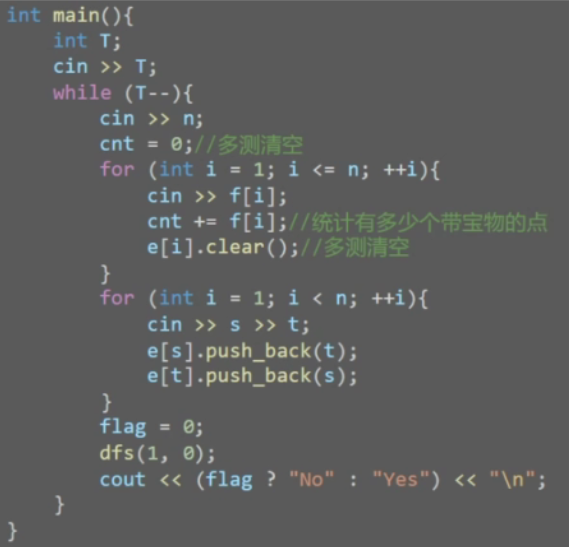 int main(){
    int T;
    cin >> T;
    while (T--){
        cin >> n;
        cnt = 0;//多测清空
        for (int i = 1; i <= n; ++i){
            cin >> f[i];
            cnt += f[i];//统计有多少个带宝物的点
            e[i].clear();//多测清空
        }
        for (int i = 1; i < n; ++i){
            cin >> s >> t;
            e[s].push_back(t);
            e[t].push_back(s);
        }
        flag = 0;
        dfs(1, 0);
        cout << (flag ? "No" : "Yes") << "\n";
    }
}